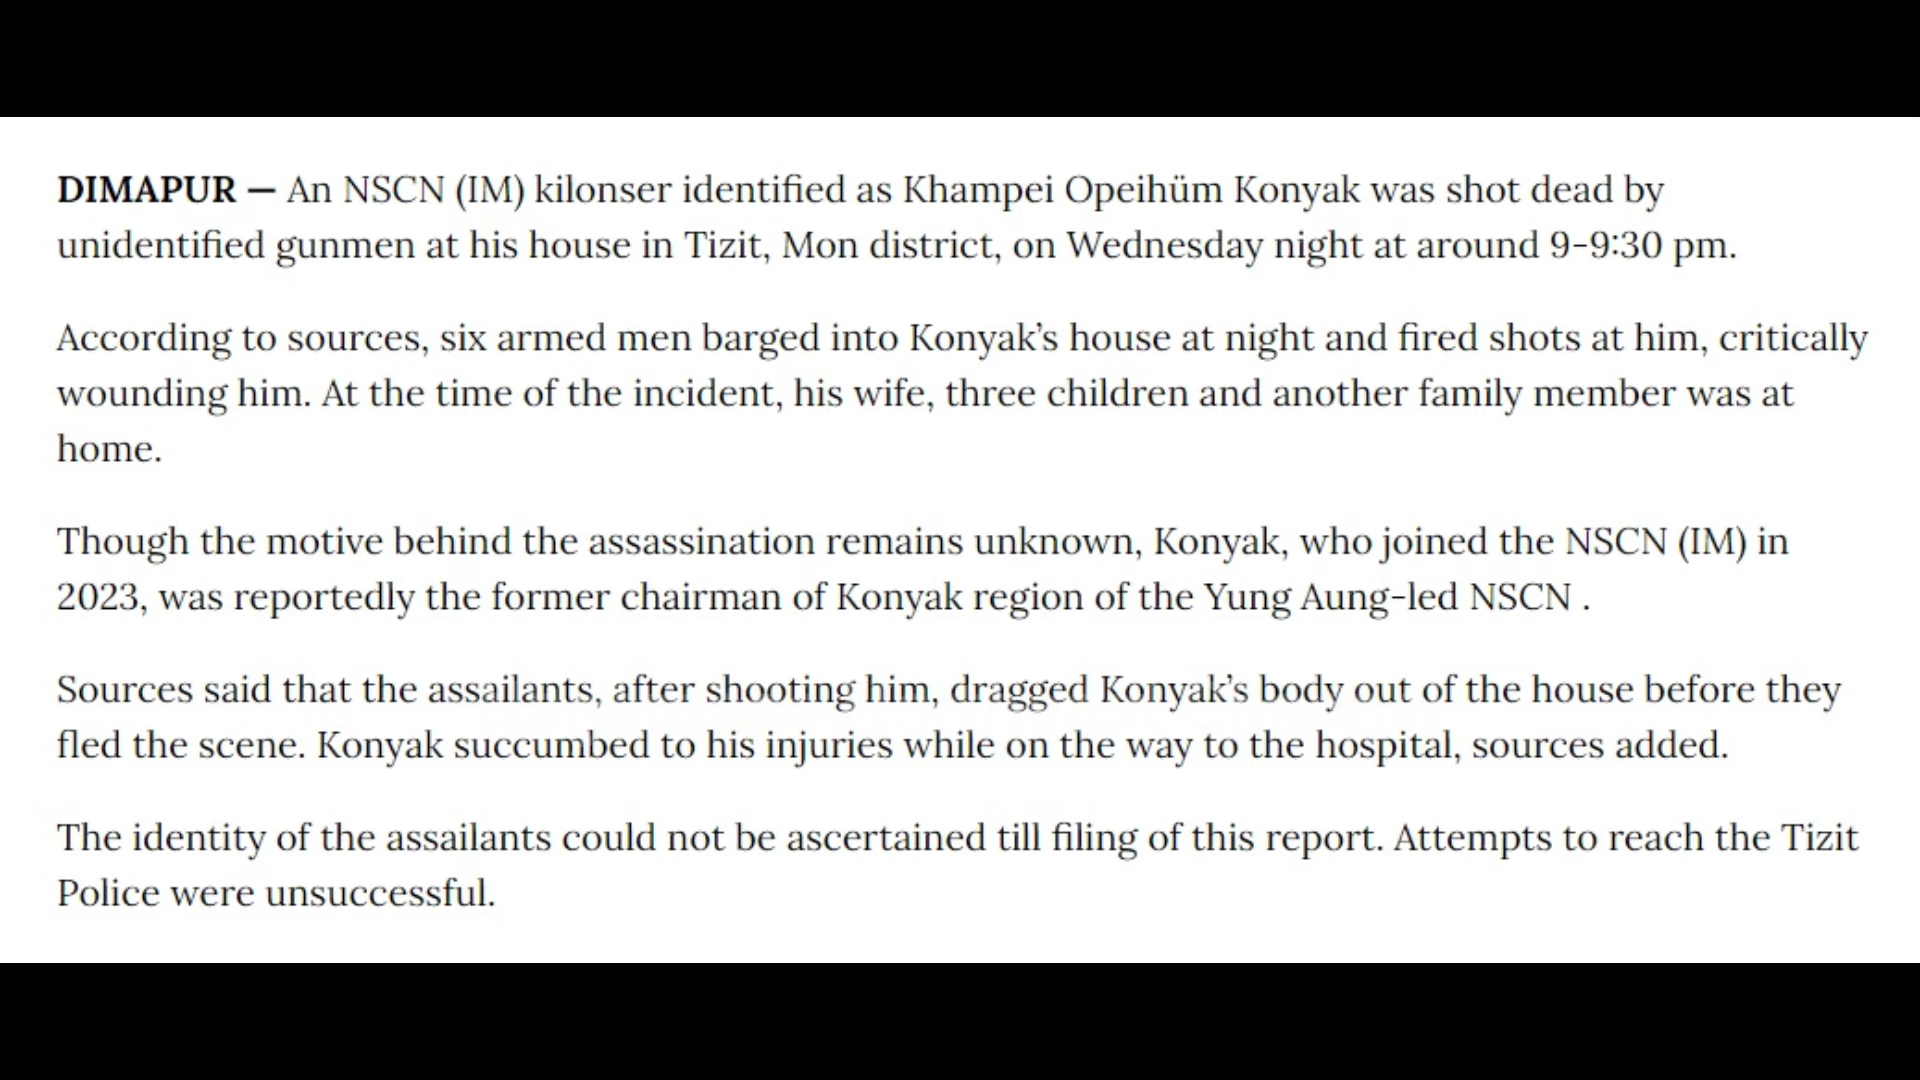 DIMAPUR — An NSCN (IM) kilonser identified as Khampei Opeihüm Konyak was shot dead by
unidentified gunmen at his house in Tizit, Mon district, on Wednesday night at around 9-9:30 pm.
According to sources, six armed men barged into Konyak’s house at night and fired shots at him, critically
wounding him. At the time of the incident, his wife, three children and another family member was at
home.
Though the motive behind the assassination remains unknown, Konyak, who joined the NSCN (IM) in
2023, was reportedly the former chairman of Konyak region of the Yung Aung-led NSCN .
Sources said that the assailants, after shooting him, dragged Konyak’s body out of the house before they
fled the scene. Konyak succumbed to his injuries while on the way to the hospital, sources added.
The identity of the assailants could not be ascertained till filing of this report. Attempts to reach the Tizit
Police were unsuccessful.